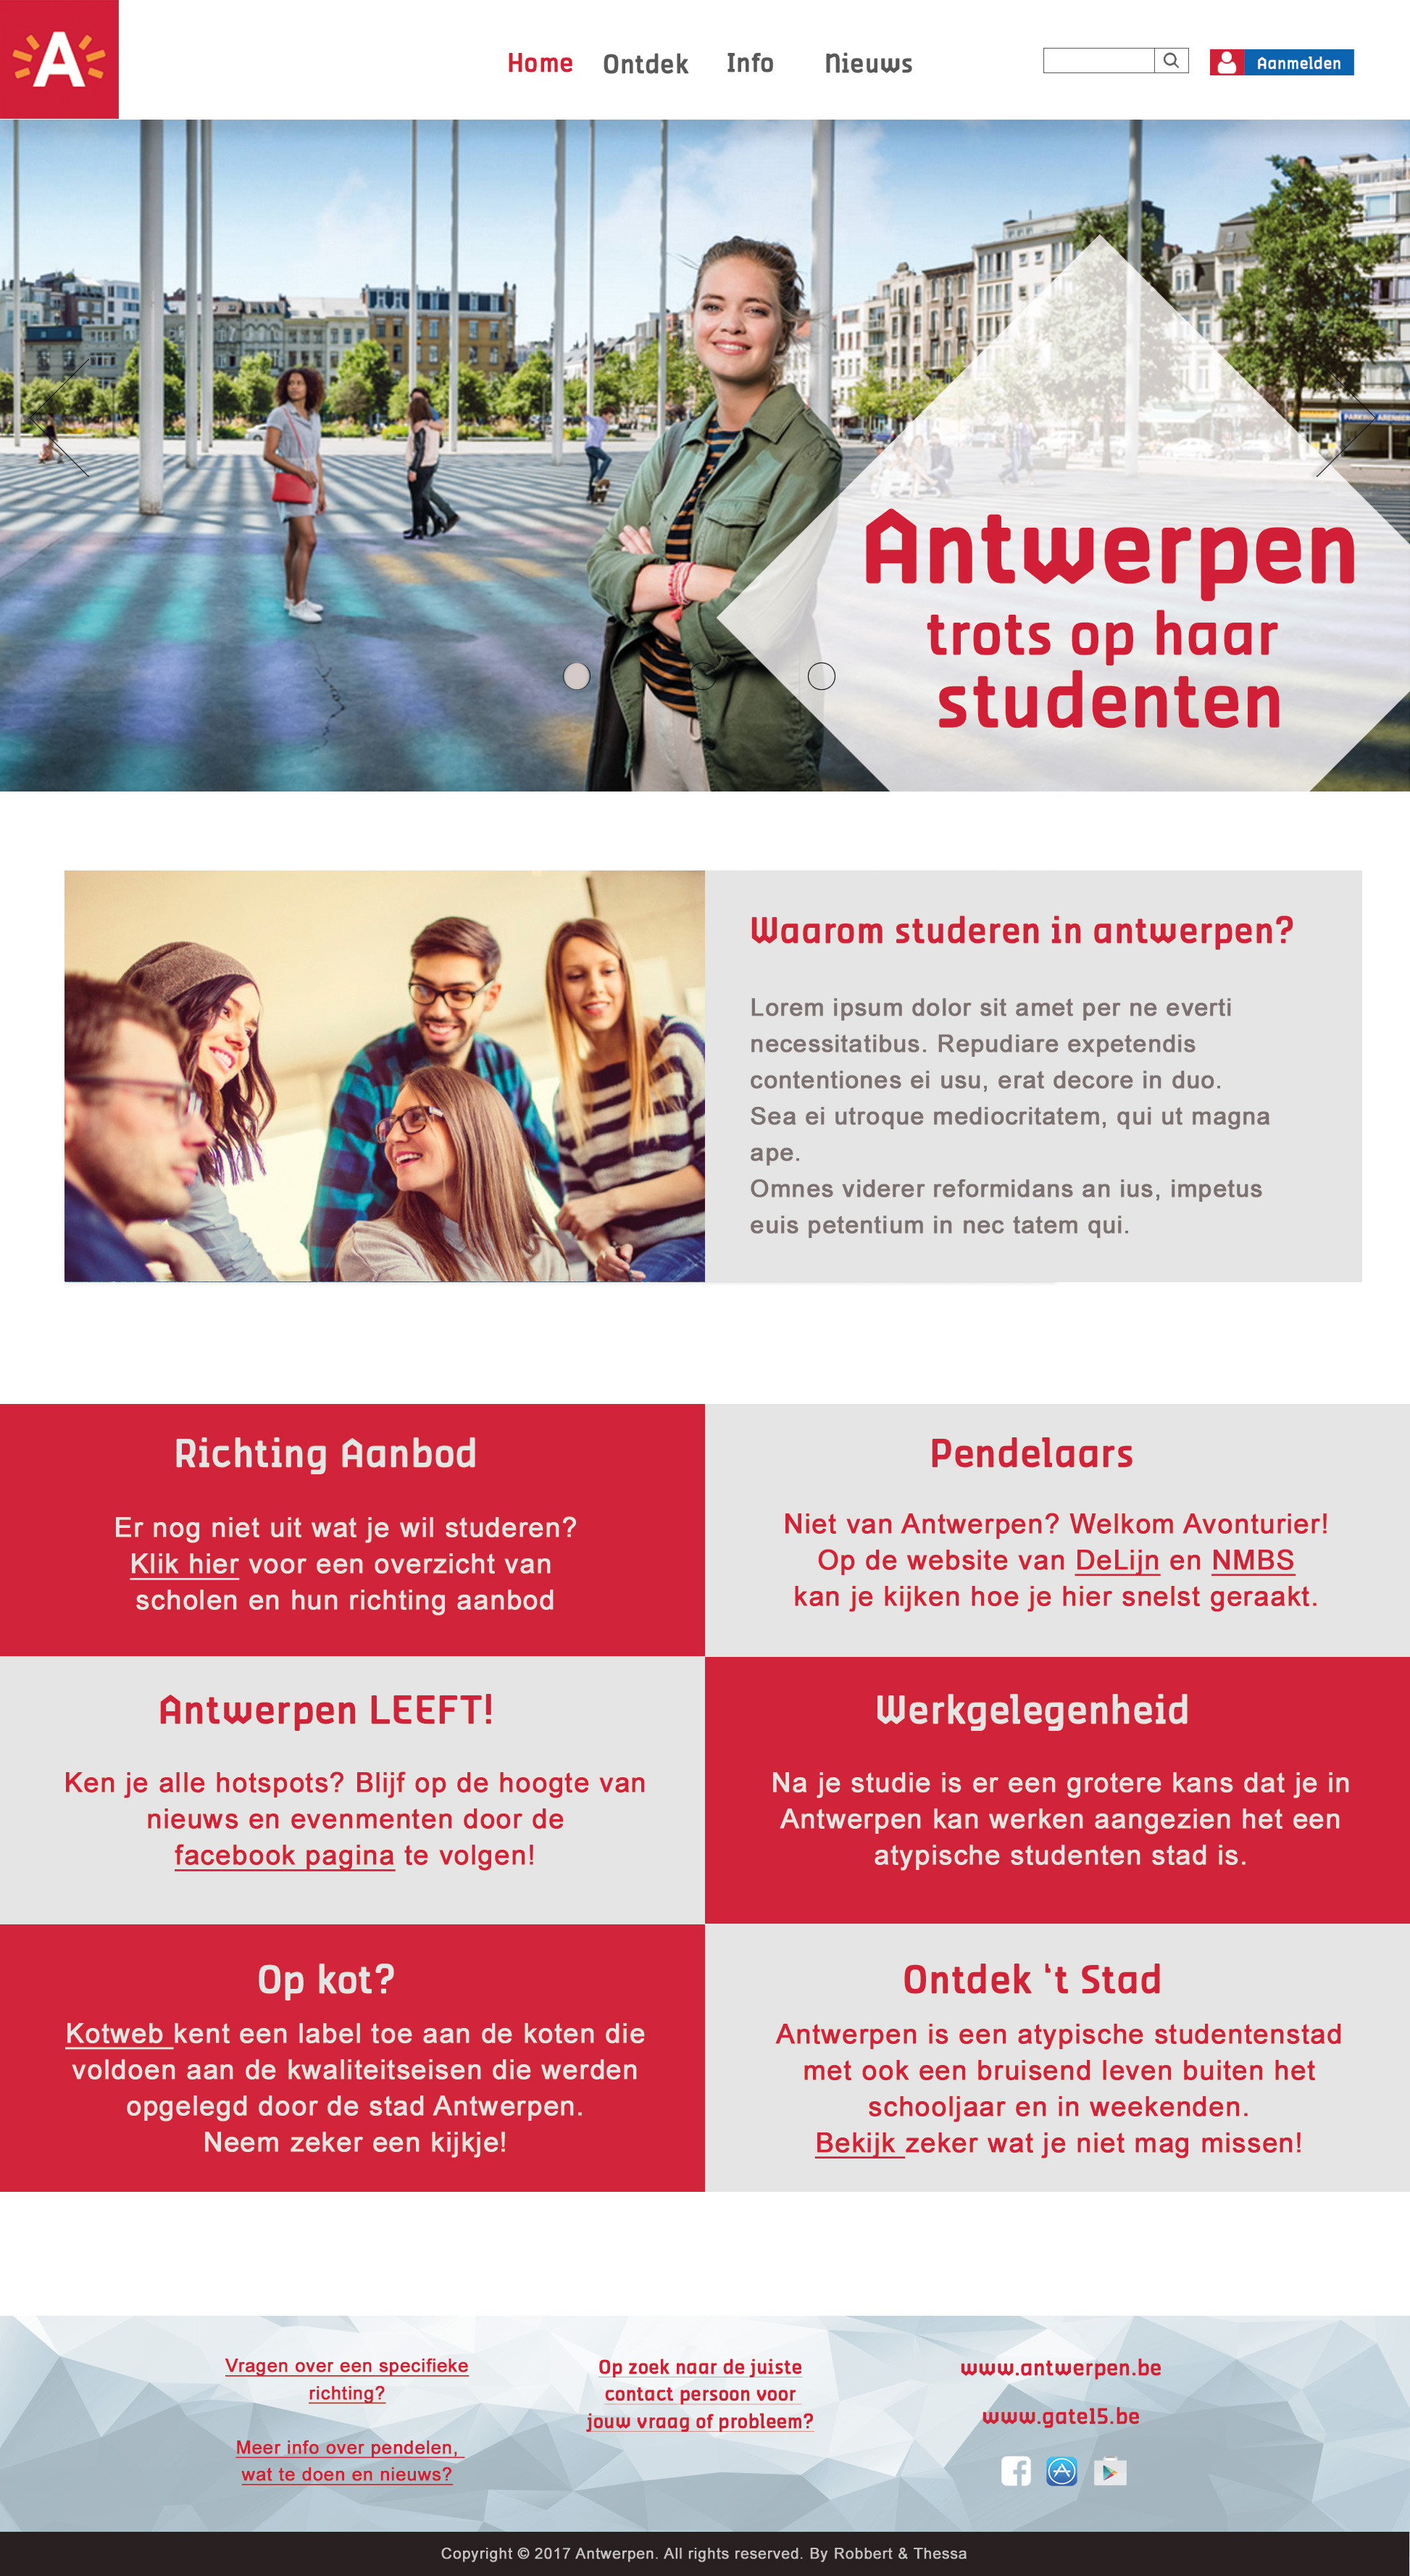 A
Home Ontdek Info Nieuws
Aanmelden
Antwerpen
trots op haar
studenten
Waarom studeren in antwerpen?
Lorem ipsum dolor sit amet per ne everti
necessitatibus. Repudiare expetendis
contentiones ei usu, erat decore in duo.
Sea ei utroque mediocritatem, qui ut magna
ape.
Omnes viderer reformidans an ius, impetus
euis petentium in nec tatem qui.
Richting Aanbod
Er nog niet uit wat je wil studeren?
Klik hier voor een overzicht van
scholen en hun richting aanbod
Pendelaars
Niet van Antwerpen? Welkom Avonturier!
Op de website van DeLijn en NMBS
kan je kijken hoe je hier snelst geraakt.
Antwerpen LEEFT!
Ken je alle hotspots? Blijf op de hoogte van
nieuws en evenmenten door de
facebook pagina te volgen!
Werkgelegenheid
Na je studie is er een grotere kans dat je in
Antwerpen kan werken aangezien het een
atypische studenten stad is.
Op kot?
Kotweb kent een label toe aan de koten die
voldoen aan de kwaliteitseisen die werden
opgelegd door de stad Antwerpen.
Neem zeker een kijkje!
Ontdek ‘t Stad
Antwerpen is een atypische studentenstad
met ook een bruisend leven buiten het
schooljaar en in weekenden.
Bekijk zeker wat je niet mag missen!
Vragen over een specifieke
richting?
Meer info over pendelen,
wat te doen en nieuws?
Op zoek naar de juiste
contact persoon voor
jouw vraag of probleem?
www.antwerpen.be
www.gate15.be
Copyright © 2017 Antwerpen. All rights reserved. By Robbert & Thessa